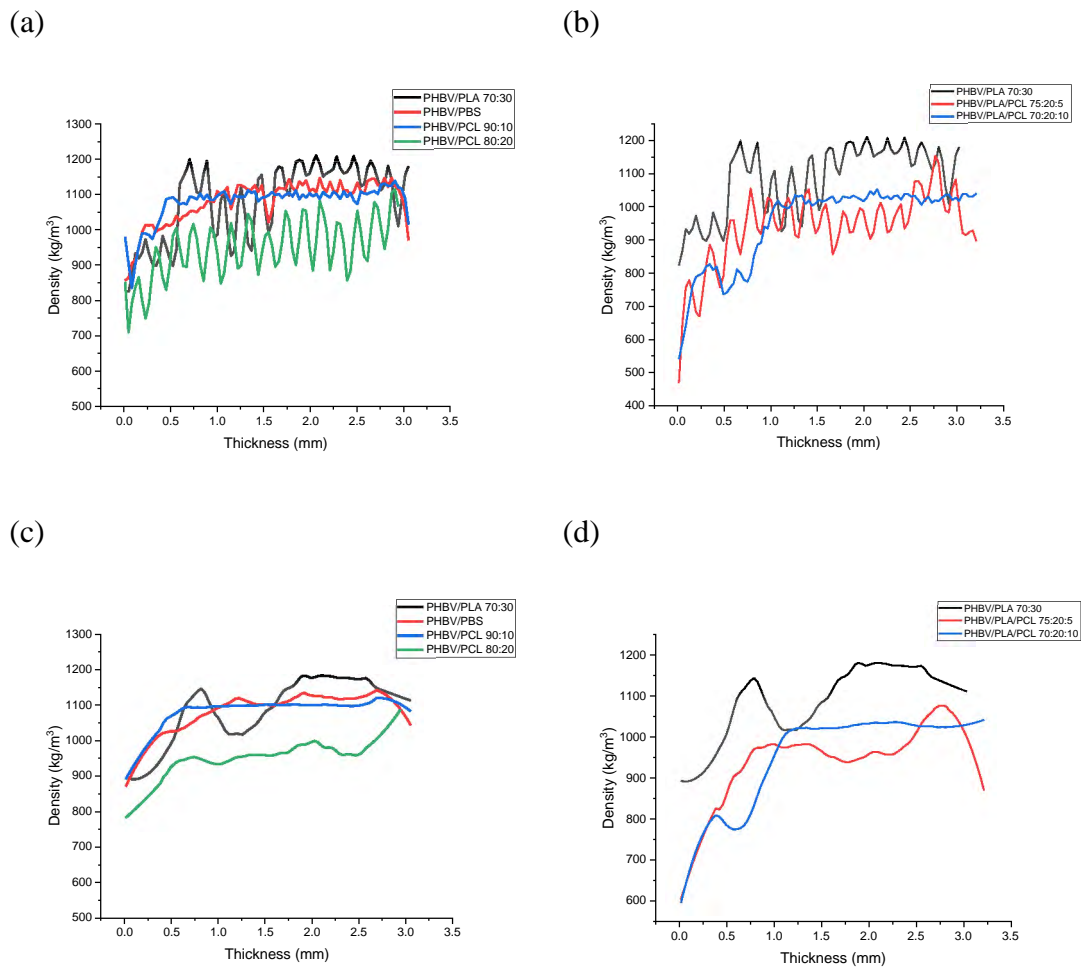 (a)
PHBV/PLA 70:30
PHBV/PBS
PHBV/PCL 90:10
PHBV/PCL 80:20
1300
1200
1100
1000
900
800
700
600
500
Density (kg/m³)
0.0 0.5 1.0 1.5 2.0 2.5 3.0 3.5
Thickness (mm)
(b)
PHBV/PLA 70:30
PHBV/PLA/PCL 75:20:5
PHBV/PLA/PCL 70:20:10
1200
1100
1000
900
800
700
600
500
400
Density (kg/m³)
0.0 0.5 1.0 1.5 2.0 2.5 3.0 3.5
Thickness (mm)
(c)
PHBV/PLA 70:30
PHBV/PBS
PHBV/PCL 90:10
PHBV/PCL 80:20
1300
1200
1100
1000
900
800
700
600
500
Density (kg/m³)
0.0 0.5 1.0 1.5 2.0 2.5 3.0 3.5
Thickness (mm)
(d)
PHBV/PLA 70:30
PHBV/PLA/PCL 75:20:5
PHBV/PLA/PCL 70:20:10
1200
1100
1000
900
800
700
600
Density (kg/m³)
0.0 0.5 1.0 1.5 2.0 2.5 3.0 3.5
Thickness (mm)